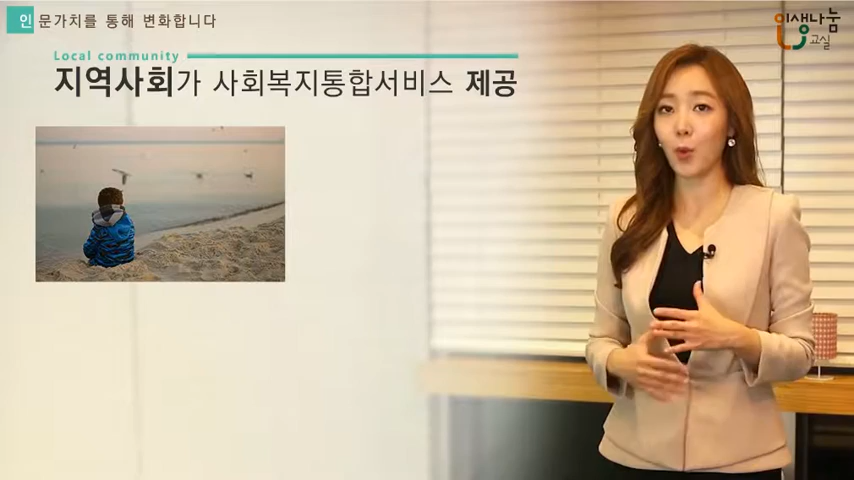 인문가치를 통해 변화합니다
인생나눔
교실
Local community
지역사회가 사회복지통합서비스 제공